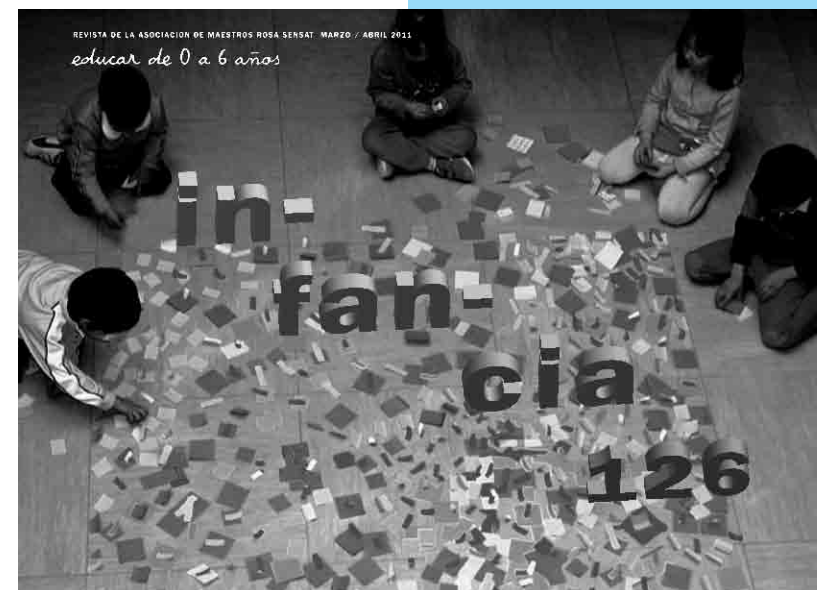 REVISTA DE LA ASOCIACION DE MAESTROS ROSA SENSAT MARZO / ABRIL 2011
educar de 0 a 6 años
in-
fan-
cia
126